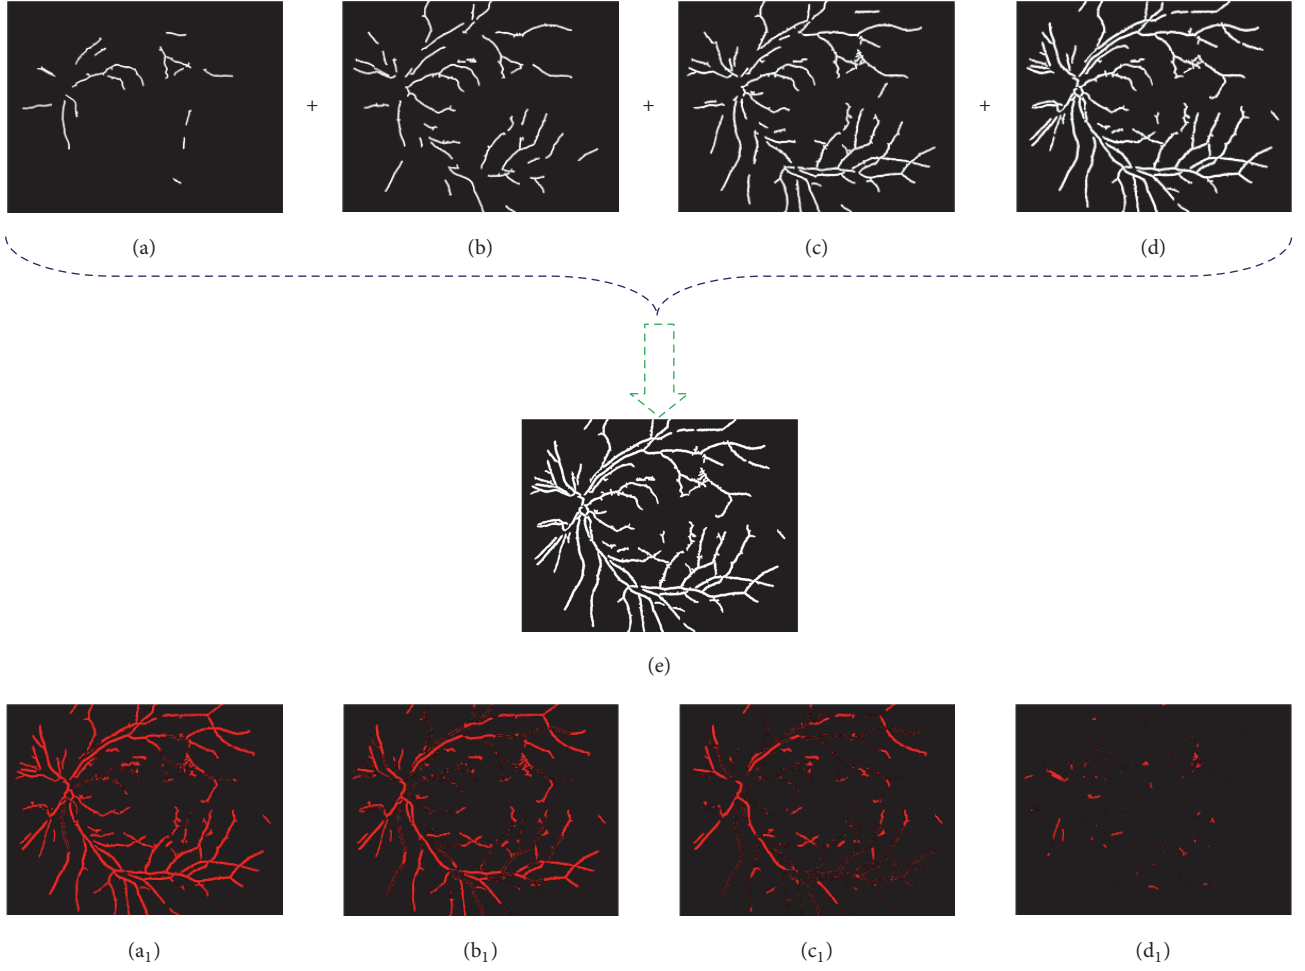 + + +
(a) (b) (c) (d)
(e)
(a₁) (b₁) (c₁) (d₁)